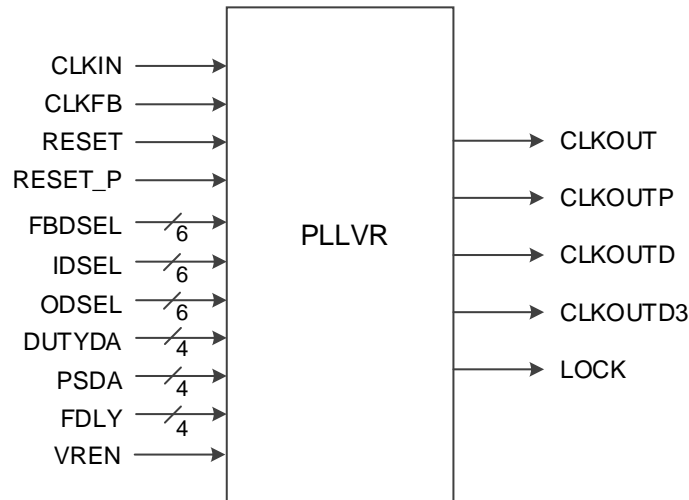 CLKIN
CLKFB
RESET
RESET_P
FBDSEL 6
IDSEL 6
ODSEL 6
DUTYDA 4
PSDA 4
FDLY 4
VREN
PLLVR
CLKOUT
CLKOUTP
CLKOUTD
CLKOUTD3
LOCK